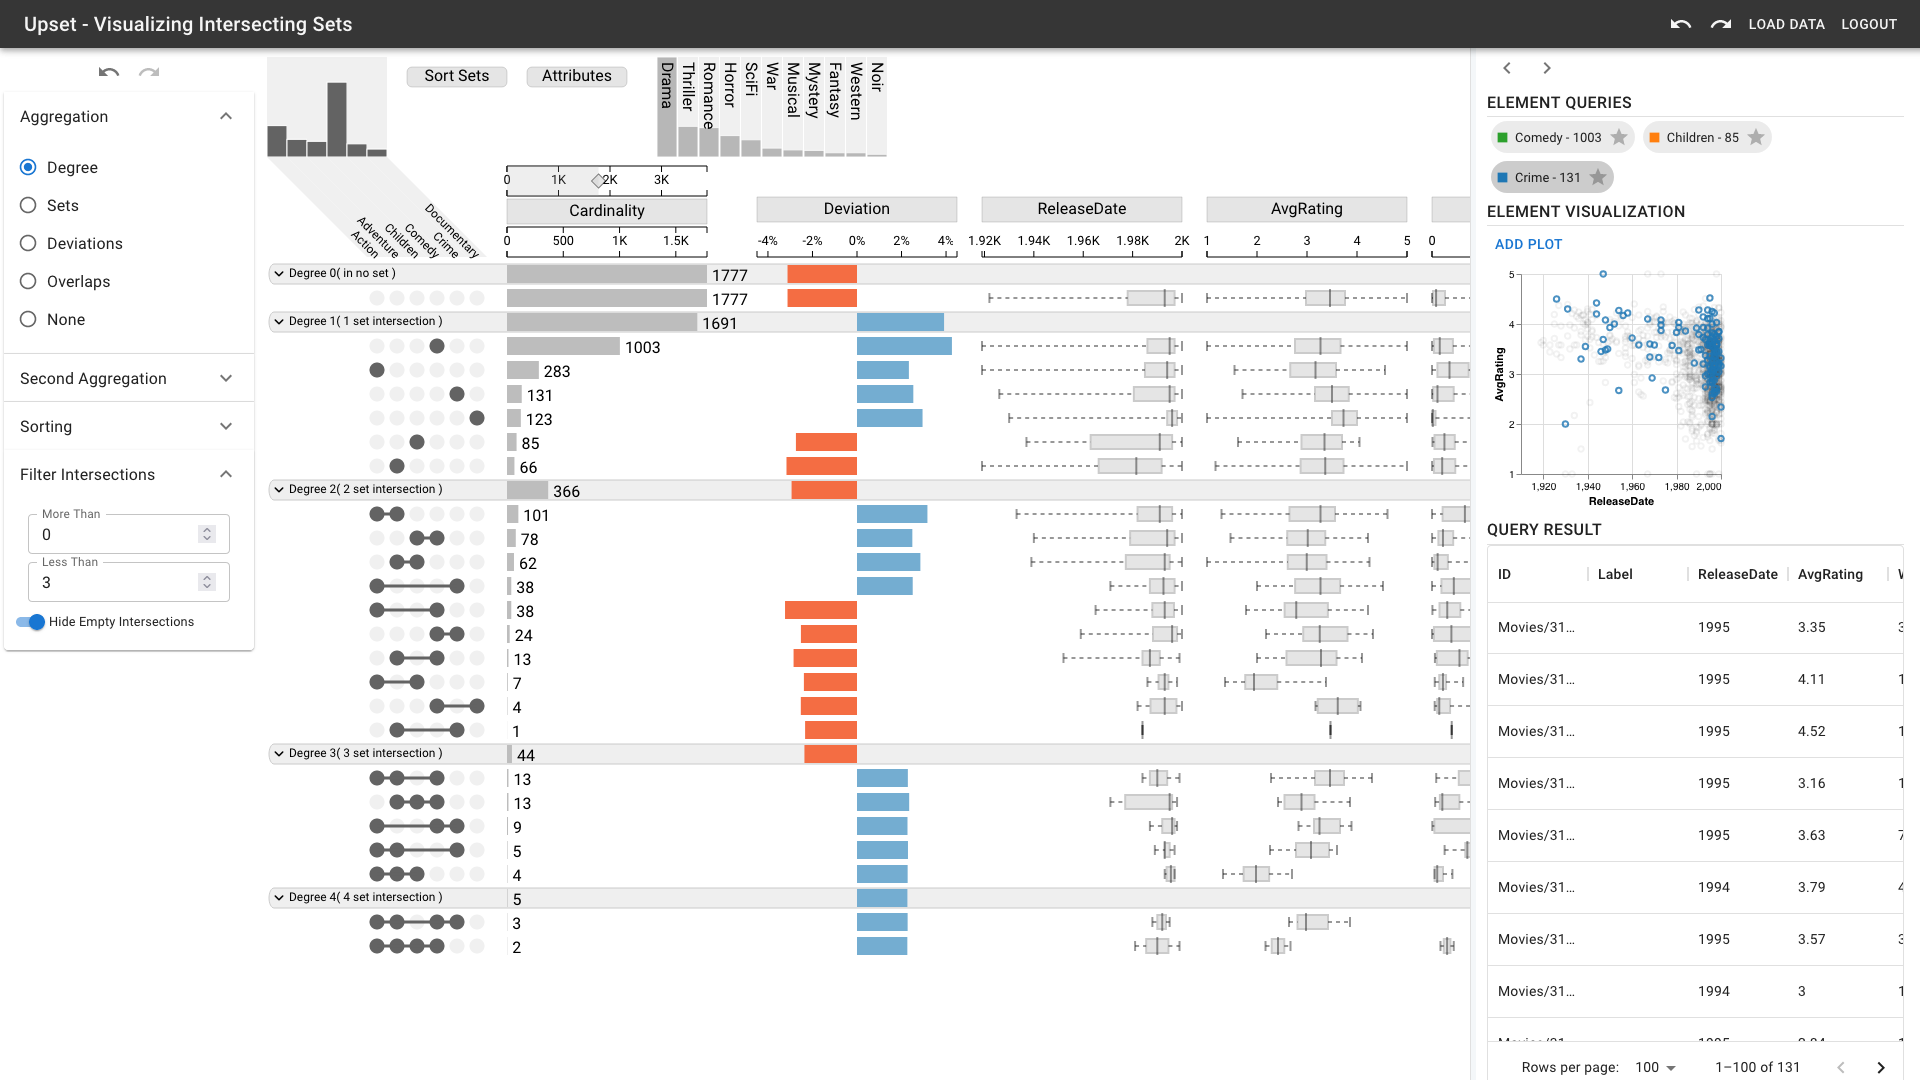 Upset - Visualizing Intersecting Sets
LOAD DATA
LOGOUT
Aggregation
Degree
Sets
Deviations
Overlaps
None
Second Aggregation
Sorting
Filter Intersections
More Than
0
Less Than
3
Hide Empty Intersections
Sort Sets
Attributes
Drama
Thriller
Romance
Horror
SciFi
War
Musical
Mystery
Fantasy
Western
Noir
Action
Adventure
Children
Comedy
Crime
Documentary
0 1K 2K 3K
Cardinality
0 500 1K 1.5K
Deviation
-4% -2% 0% 2% 4%
ReleaseDate
1.92K 1.94K 1.96K 1.98K 2K
AvgRating
1 2 3 4 5
0
Degree 0( in no set ) 1777
1777
Degree 1( 1 set intersection ) 1691
1003
283
131
123
85
66
Degree 2( 2 set intersection ) 366
101
78
62
38
38
24
13
7
4
1
Degree 3( 3 set intersection ) 44
13
13
9
5
4
Degree 4( 4 set intersection ) 5
3
2
ELEMENT QUERIES
Comedy - 1003
Children - 85
Crime - 131
ELEMENT VISUALIZATION
ADD PLOT
5
4
3
2
1
AvgRating
1,920 1,940 1,960 1,980 2,000
ReleaseDate
QUERY RESULT
ID Label ReleaseDate AvgRating
Movies/31... 1995 3.35
Movies/31... 1995 4.11
Movies/31... 1995 4.52
Movies/31... 1995 3.16
Movies/31... 1995 3.63
Movies/31... 1994 3.79
Movies/31... 1995 3.57
Movies/31... 1994 3
Rows per page: 100 1–100 of 131